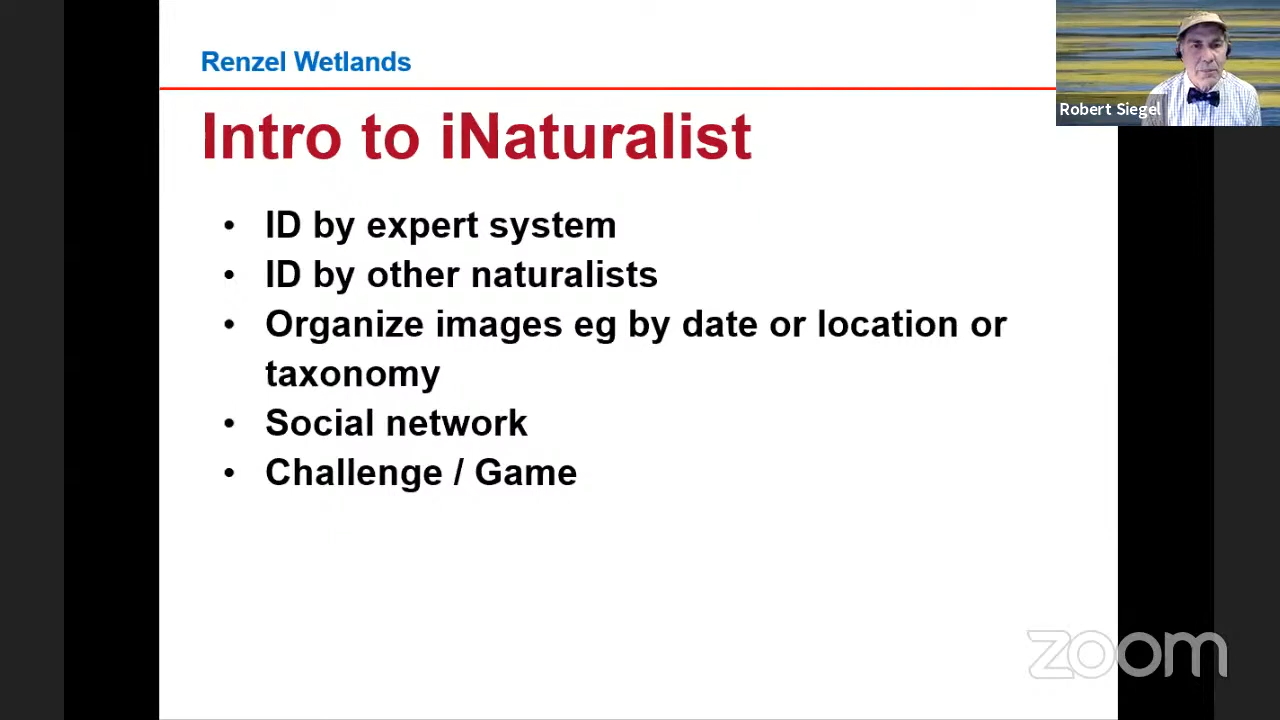 Renzel Wetlands
Intro to iNaturalist
• ID by expert system
• ID by other naturalists
• Organize images eg by date or location or
taxonomy
• Social network
• Challenge / Game
Robert Siegel
zoom